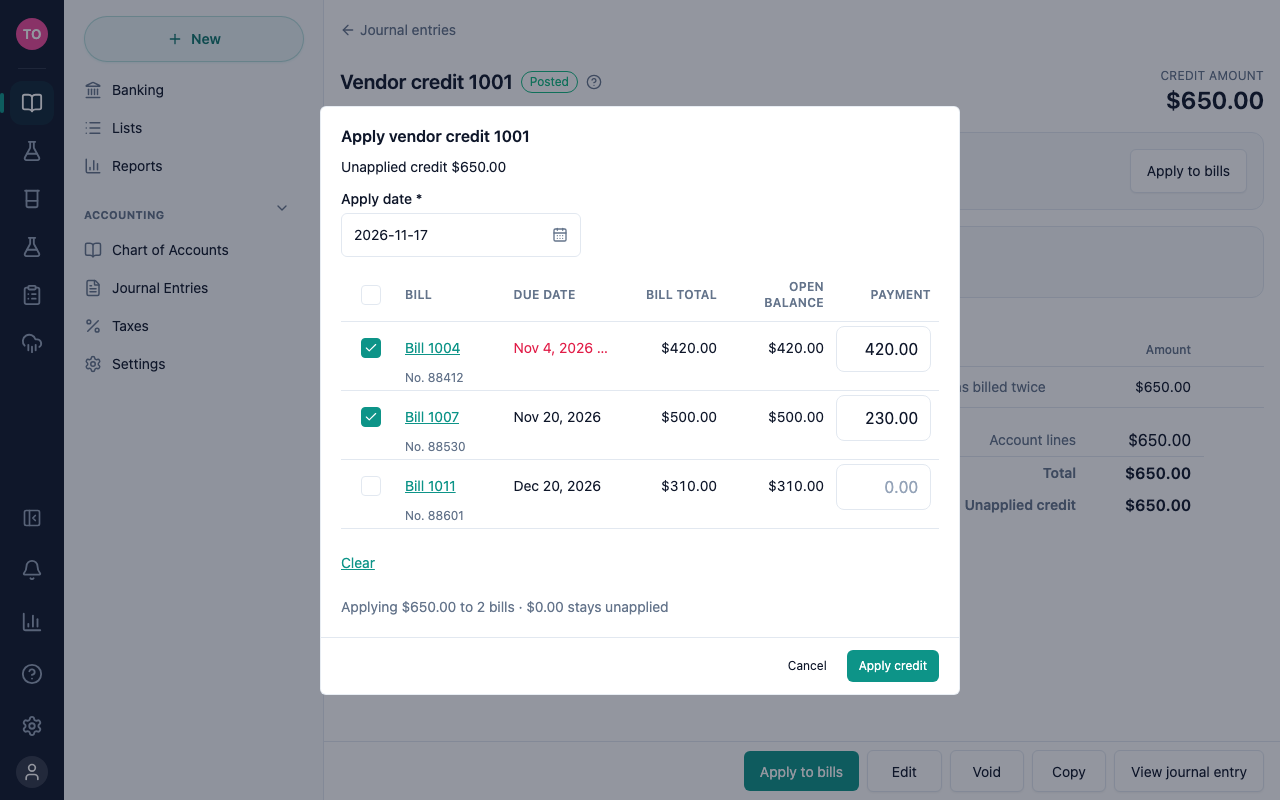 TO
New
Banking
Lists
Reports
ACCOUNTING
Chart of Accounts
Journal Entries
Taxes
Settings
Journal entries
Vendor credit 1001 Posted
CREDIT AMOUNT
$650.00
Apply to bills
Amount
s billed twice $650.00
Account lines $650.00
Total $650.00
Unapplied credit $650.00
Apply vendor credit 1001
Unapplied credit $650.00
Apply date *
2026-11-17
BILL DUE DATE BILL TOTAL OPEN BALANCE PAYMENT
Bill 1004 Nov 4, 2026 ... $420.00 $420.00 420.00
No. 88412
Bill 1007 Nov 20, 2026 $500.00 $500.00 230.00
No. 88530
Bill 1011 Dec 20, 2026 $310.00 $310.00 0.00
No. 88601
Clear
Applying $650.00 to 2 bills · $0.00 stays unapplied
Cancel Apply credit
Apply to bills Edit Void Copy View journal entry